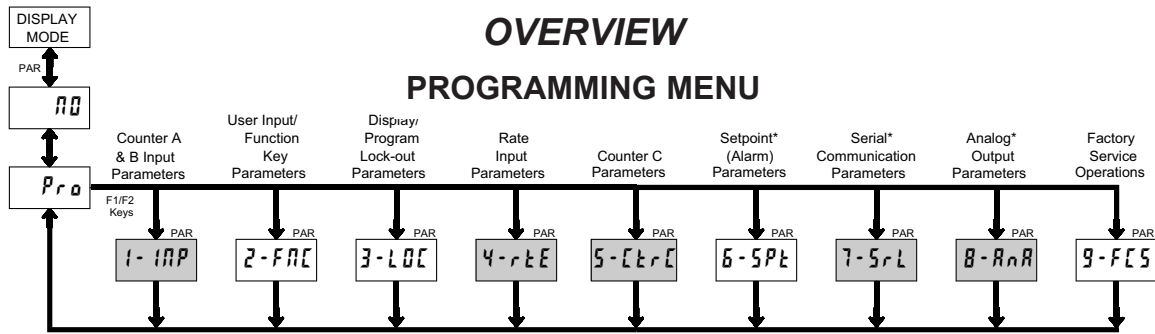 DISPLAY
MODE
OVERVIEW
PROGRAMMING MENU
PAR
NO
Pro
F1/F2
Keys
Counter A
& B Input
Parameters
User Input/
Function
Key
Parameters
Display/
Program
Lock-out
Parameters
Rate
Input
Parameters
Counter C
Parameters
Setpoint*
(Alarm)
Parameters
Serial*
Communication
Parameters
Analog*
Output
Parameters
Factory
Service
Operations
PAR
1-INP
PAR
2-FNC
PAR
3-LOC
PAR
4-rtE
PAR
5-CtrC
PAR
6-SPt
PAR
7-SrL
PAR
8-AnA
PAR
9-FCS